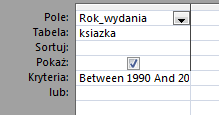 Pole: Rok_wydania
Tabela: ksiazka
Sortuj:
Pokaż:
Kryteria: Between 1990 And 20
lub: